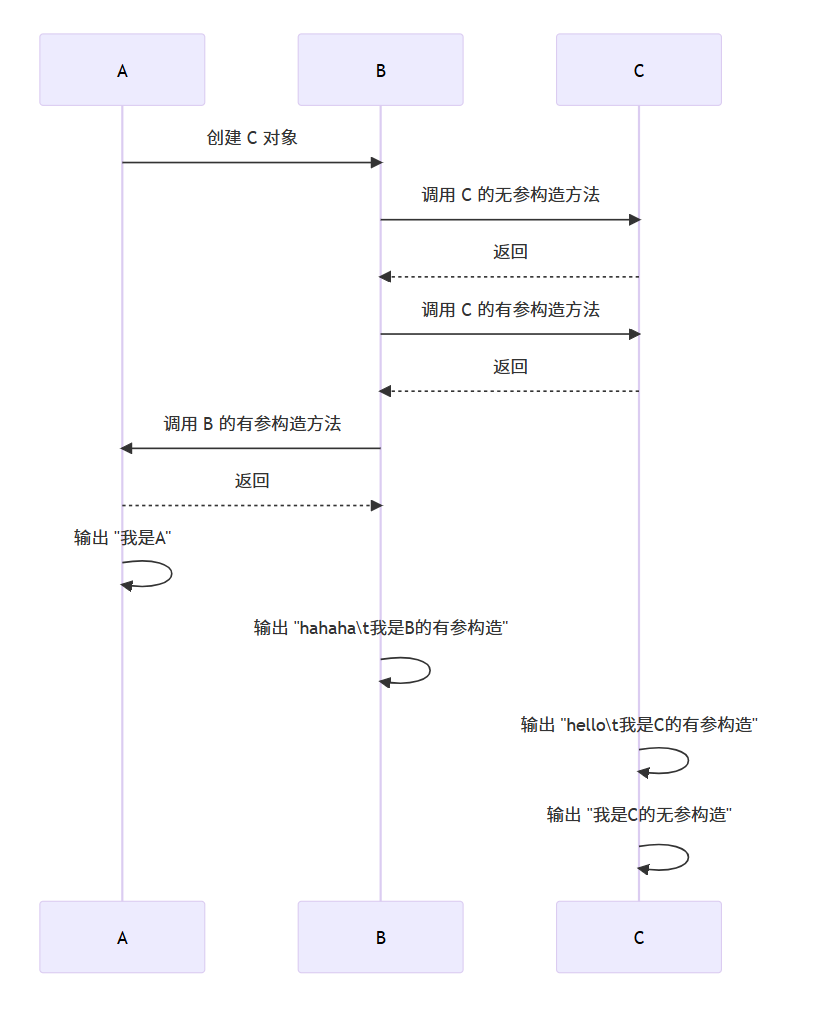 A
B
C
创建 C 对象
调用 C 的无参构造方法
返回
调用 C 的有参构造方法
返回
调用 B 的有参构造方法
返回
输出 "我是A"
输出 "hahaha\t我是B的有参构造"
输出 "hello\t我是C的有参构造"
输出 "我是C的无参构造"
A
B
C